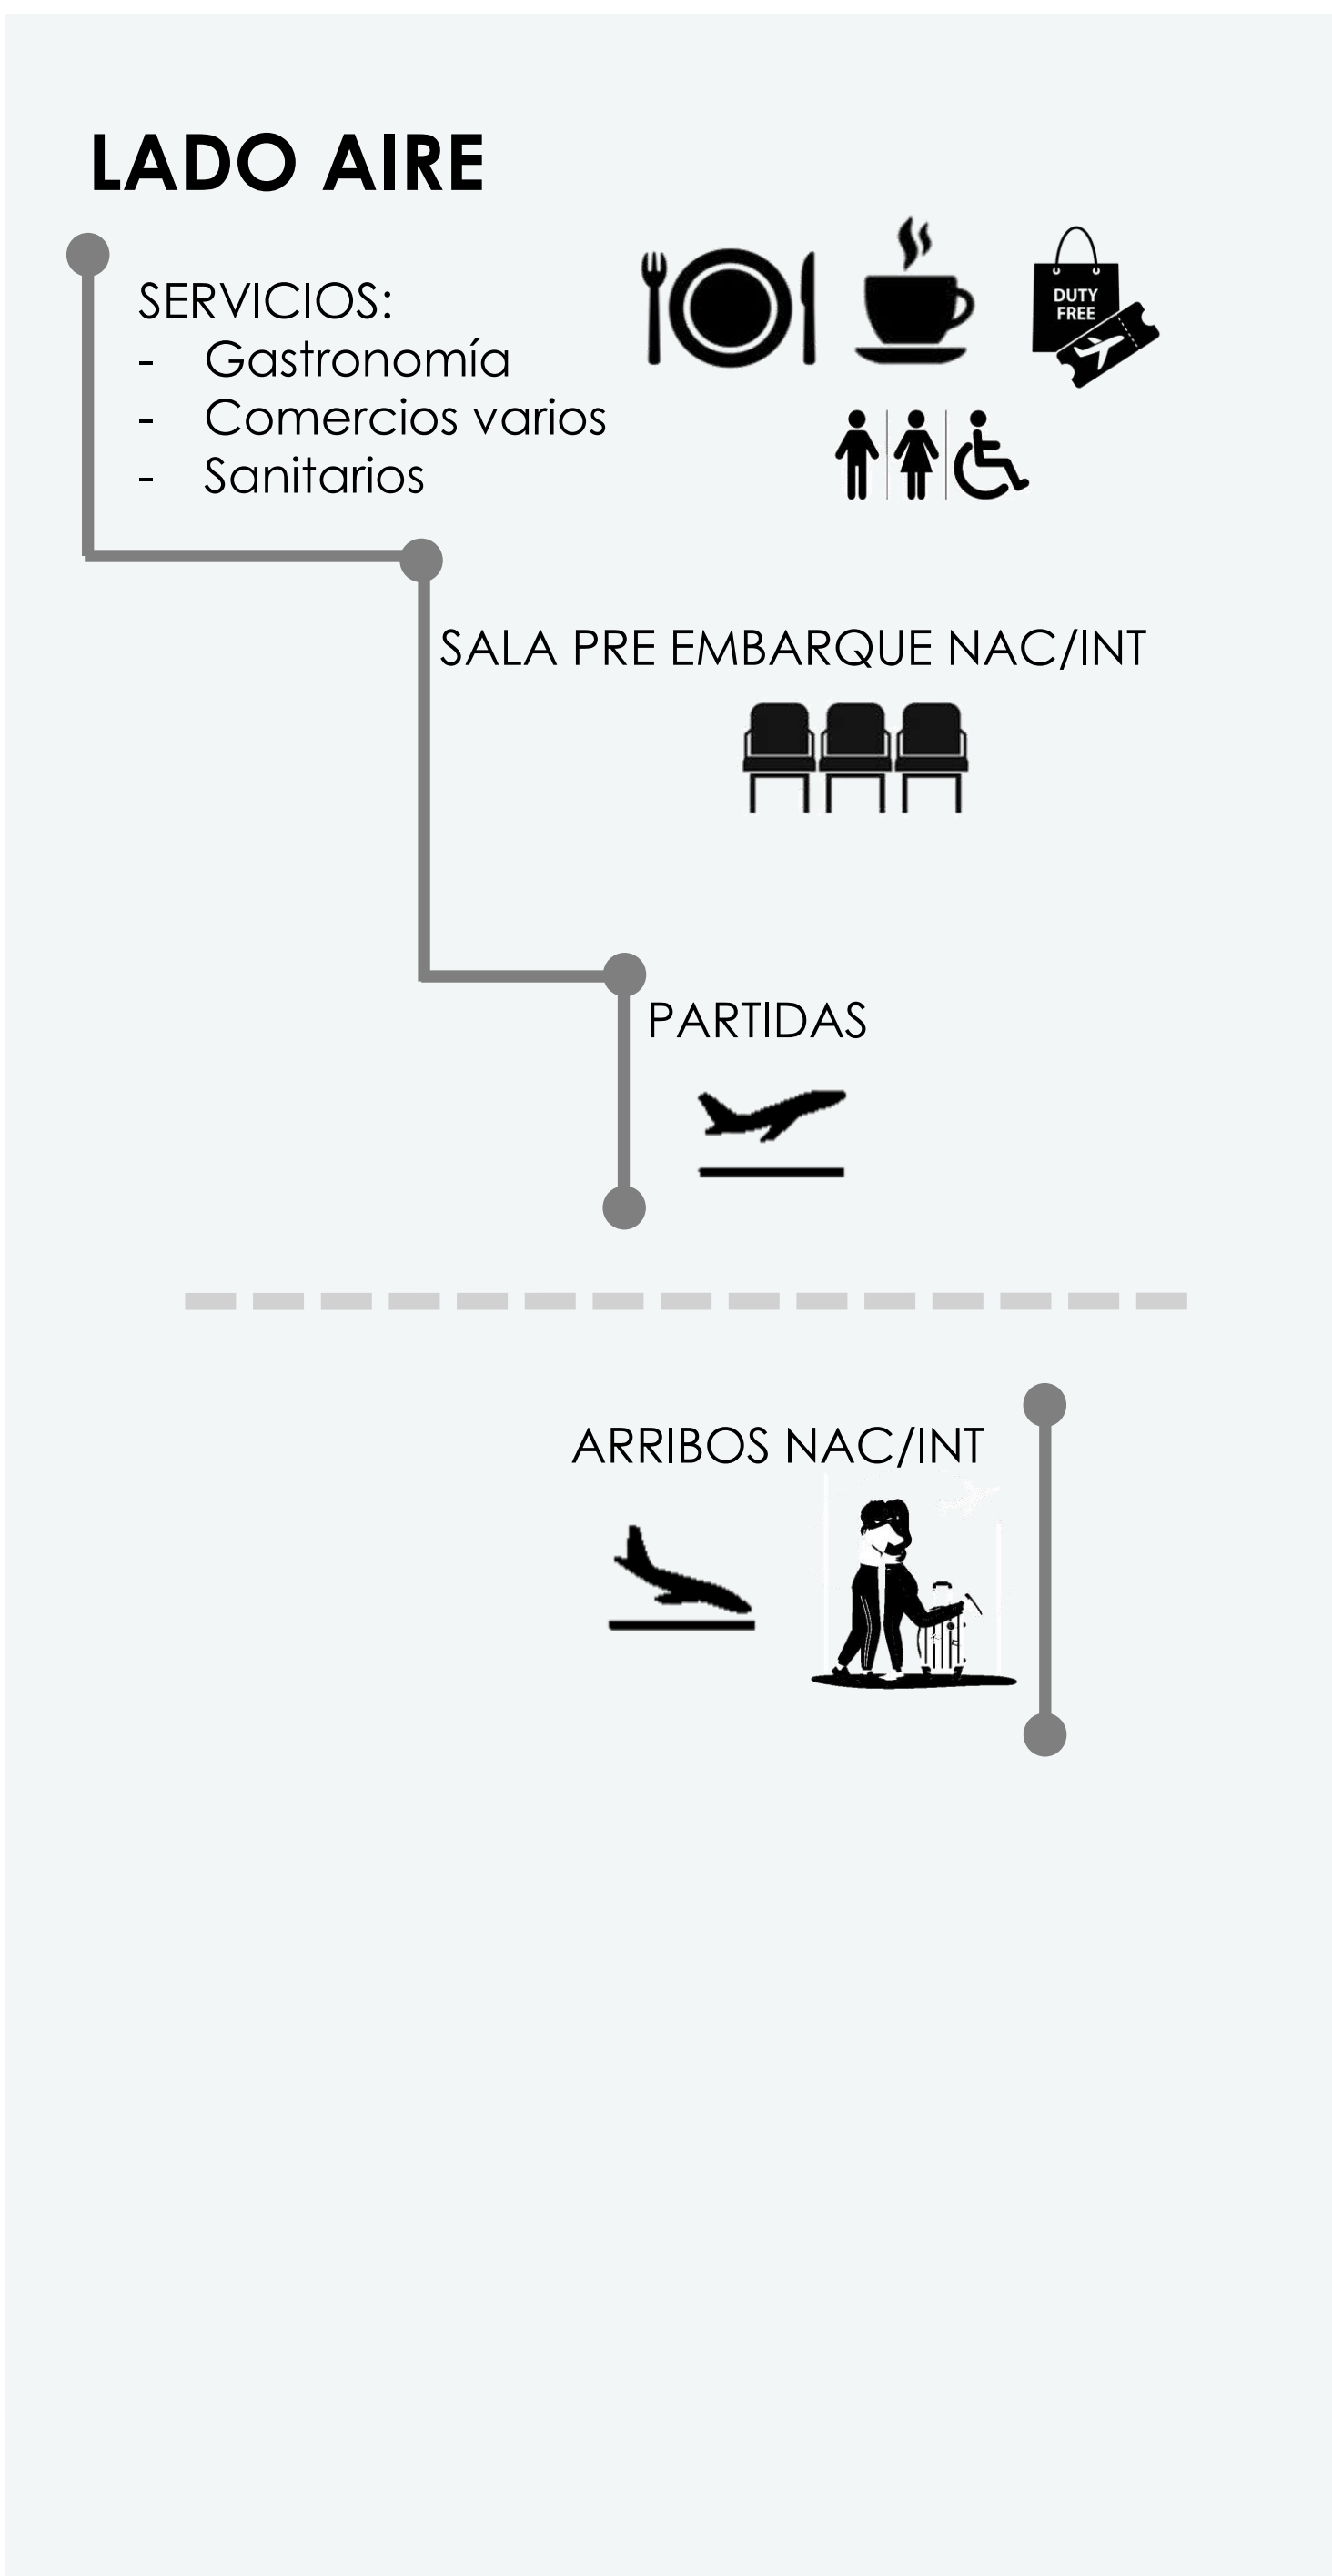 LADO AIRE
SERVICIOS:
- Gastronomía
- Comercios varios
- Sanitarios
DUTY
FREE
SALA PRE EMBARQUE NAC/INT
PARTIDAS
ARRIBOS NAC/INT